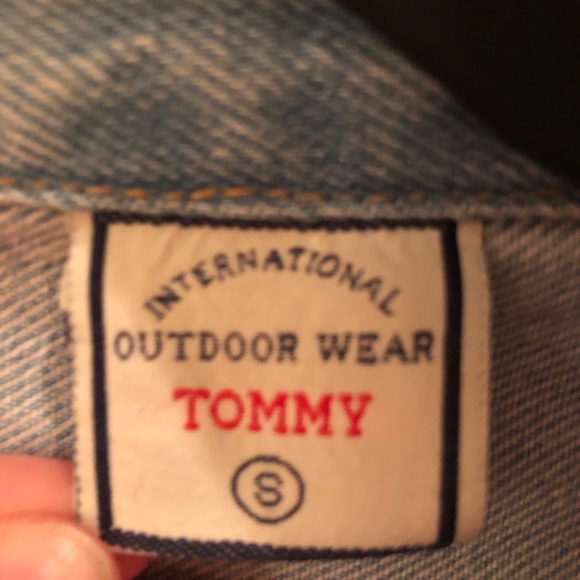 INTERNATIONAL
OUTDOOR WEAR
TOMMY
S